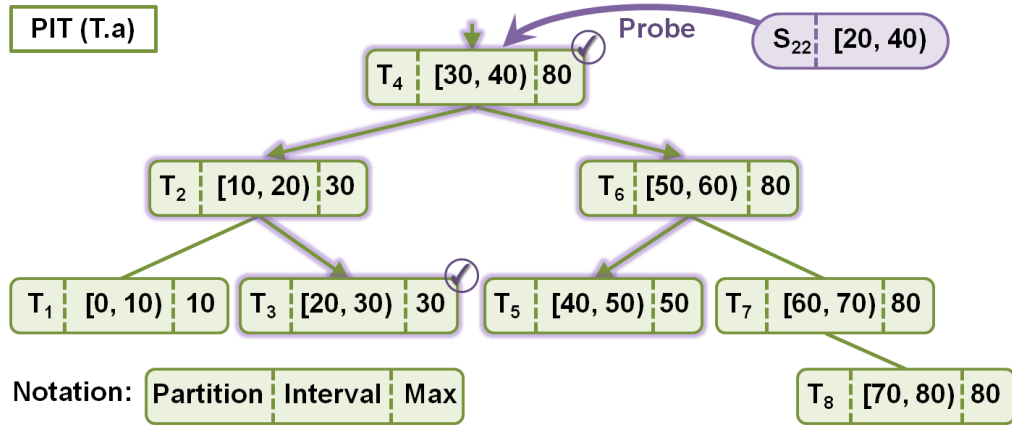 PIT (T.a)
Probe
S22 [20, 40)
T4 [30, 40) 80
T2 [10, 20) 30
T6 [50, 60) 80
T1 [0, 10) 10
T3 [20, 30) 30
T5 [40, 50) 50
T7 [60, 70) 80
Notation: Partition Interval Max
T8 [70, 80) 80